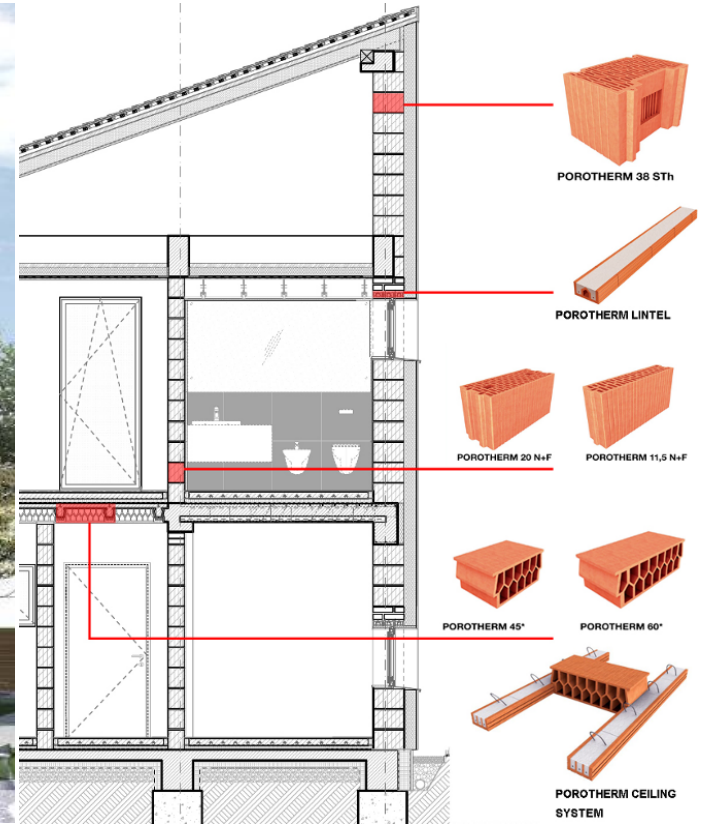 POROTHERM 38 STh
POROTHERM LINTEL
POROTHERM 20 N+F
POROTHERM 11,5 N+F
POROTHERM 45*
POROTHERM 60*
POROTHERM CEILING
SYSTEM